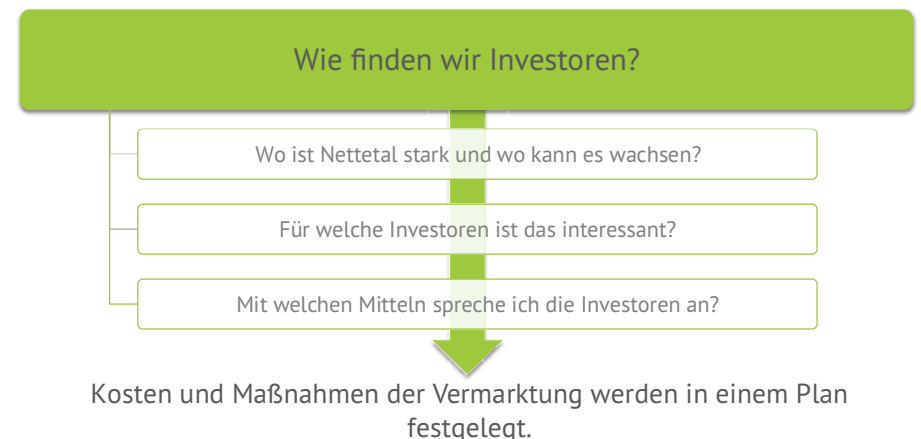 Wie finden wir Investoren?
Wo ist Nettetal stark und wo kann es wachsen?
Für welche Investoren ist das interessant?
Mit welchen Mitteln spreche ich die Investoren an?
Kosten und Maßnahmen der Vermarktung werden in einem Plan
festgelegt.